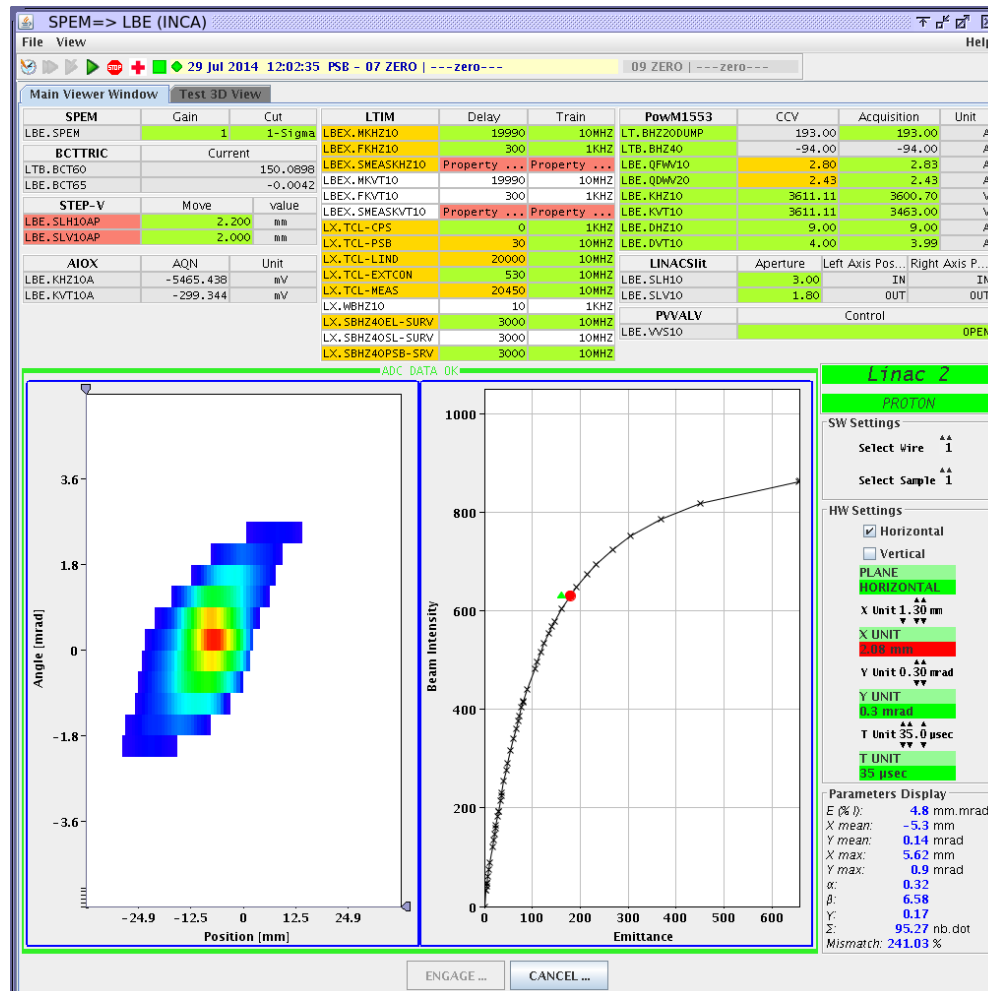 SPEM=> LBE (INCA)
File View Help
STOP 29 Jul 2014 12:02:35 PSB - 07 ZERO | ---zero--- 09 ZERO | ---zero---
Main Viewer Window Test 3D View
SPEM Gain Cut
LBE.SPEM 1 1-Sigma
BCTTRIC Current
LTB.BCT60 150.0898
LBE.BCT65 -0.0042
STEP-V Move value
LBE.SLH10AP 2.200 mm
LBE.SLV10AP 2.000 mm
AIOX AQN Unit
LBE.KHZ10A -5465.438 mV
LBE.KVT10A -299.344 mV
LTIM Delay Train
LBEX.MKHZ10 19990 10MHZ
LBEX.FKHZ10 300 1KHZ
LBEX.SMEASKHZ10 Property ... Property ...
LBEX.MKVT10 19990 10MHZ
LBEX.FKVT10 300 1KHZ
LBEX.SMEASKVT10 Property ... Property ...
LX.TCL-CPS 0 1KHZ
LX.TCL-PSB 30 10MHZ
LX.TCL-LIND 20000 10MHZ
LX.TCL-EXTCON 530 10MHZ
LX.TCL-MEAS 20450 10MHZ
LX.WBHZ10 10 1KHZ
LX.SBHZ40EL-SURV 3000 10MHZ
LX.SBHZ40SL-SURV 3000 10MHZ
LX.SBHZ40PSB-SRV 3000 10MHZ
PowM1553 CCV Acquisition Unit
LT.BHZ20DUMP 193.00 193.00 A
LTB.BHZ40 -94.00 -94.00 A
LBE.QFWV10 2.80 2.83 A
LBE.QDWV20 2.43 2.43 A
LBE.KHZ10 3611.11 3600.70 V
LBE.KVT10 3611.11 3463.00 V
LBE.DHZ10 9.00 9.00 A
LBE.DVT10 4.00 3.99 A
LINACSlit Aperture Left Axis Pos... Right Axis P...
LBE.SLH10 3.00 IN IN
LBE.SLV10 1.80 OUT OUT
PVVALV Control
LBE.VVS10 OPEN
ADC DATA OK
3.6
1.8
0
-1.8
-3.6
Angle [mrad]
-24.9 -12.5 0 12.5 24.9
Position [mm]
1000
800
600
400
200
0
Beam Intensity
0 100 200 300 400 500 600
Emittance
Linac 2
PROTON
SW Settings
Select Wire 1
Select Sample 1
HW Settings
Horizontal
Vertical
PLANE
HORIZONTAL
X Unit 1.30 mm
X UNIT
2.08 mm
Y Unit 0.30 mrad
Y UNIT
0.3 mrad
T Unit 35.0 µsec
T UNIT
35 µsec
Parameters Display
E (% I): 4.8 mm.mrad
X mean: -5.3 mm
Y mean: 0.14 mrad
X max: 5.62 mm
Y max: 0.9 mrad
α: 0.32
β: 6.58
γ: 0.17
Σ: 95.27 nb.dot
Mismatch: 241.03 %
ENGAGE ... CANCEL ...